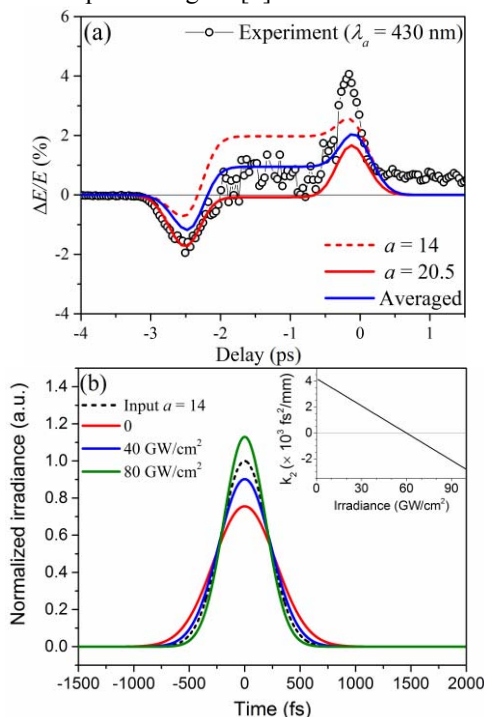 (a)
Experiment (λa = 430 nm)
ΔE/E (%)
6
4
2
0
-2
-4
a = 14
a = 20.5
Averaged
-4 -3 -2 -1 0 1
Delay (ps)
(b)
Input a = 14
0
40 GW/cm²
80 GW/cm²
k₂ (× 10³ fs²/mm)
4
2
0
-2
0 50 100
Irradiance (GW/cm²)
Normalized irradiance (a.u.)
1.4
1.2
1.0
0.8
0.6
0.4
0.2
0.0
-1500 -1000 -500 0 500 1000 1500 2000
Time (fs)